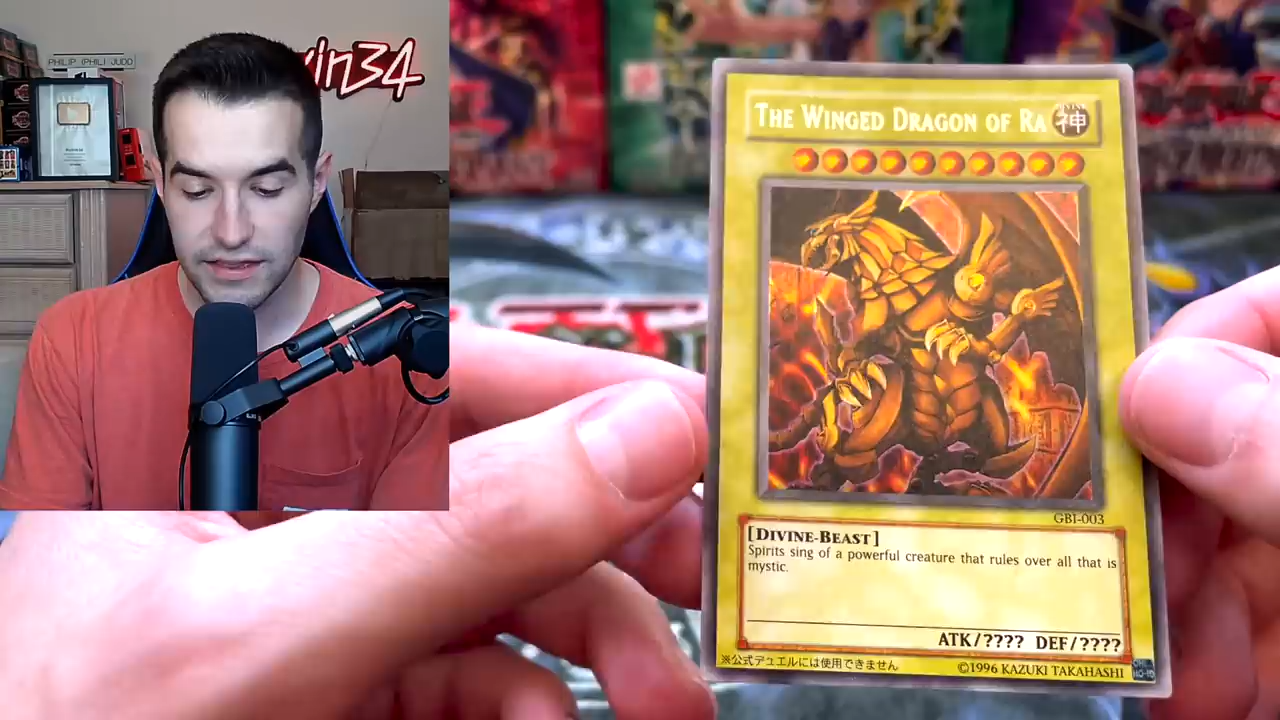 PHILIP (PHIL) JUDD
THE WINGED DRAGON OF RA
神
GBI-003
[DIVINE-BEAST]
Spirits sing of a powerful creature that rules over all that is
mystic.
ATK/???? DEF/????
※公式デュエルには使用できません
©1996 KAZUKI TAKAHASHI